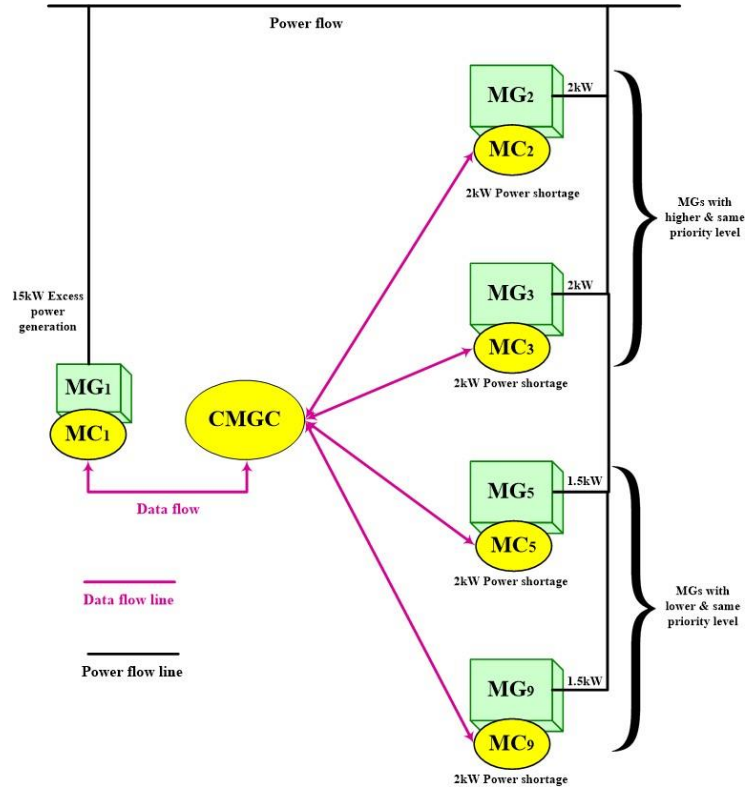 Power flow
MG2
2kW
MC2
2kW Power shortage
MGs with
higher & same
priority level
15kW Excess
power
generation
MG3
2kW
MC3
2kW Power shortage
MG1
MC1
CMGC
Data flow
MG5
1.5kW
MC5
2kW Power shortage
Data flow line
MGs with
lower & same
priority level
Power flow line
MG9
1.5kW
MC9
2kW Power shortage